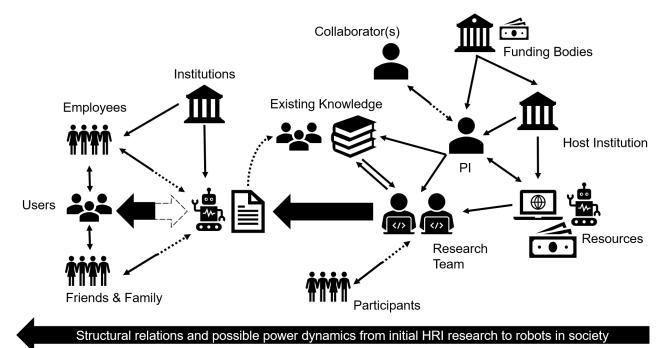 Collaborator(s)
Funding Bodies
Institutions
Employees
Existing Knowledge
Host Institution
PI
Users
Resources
Research
Team
Friends & Family
Participants
Structural relations and possible power dynamics from initial HRI research to robots in society